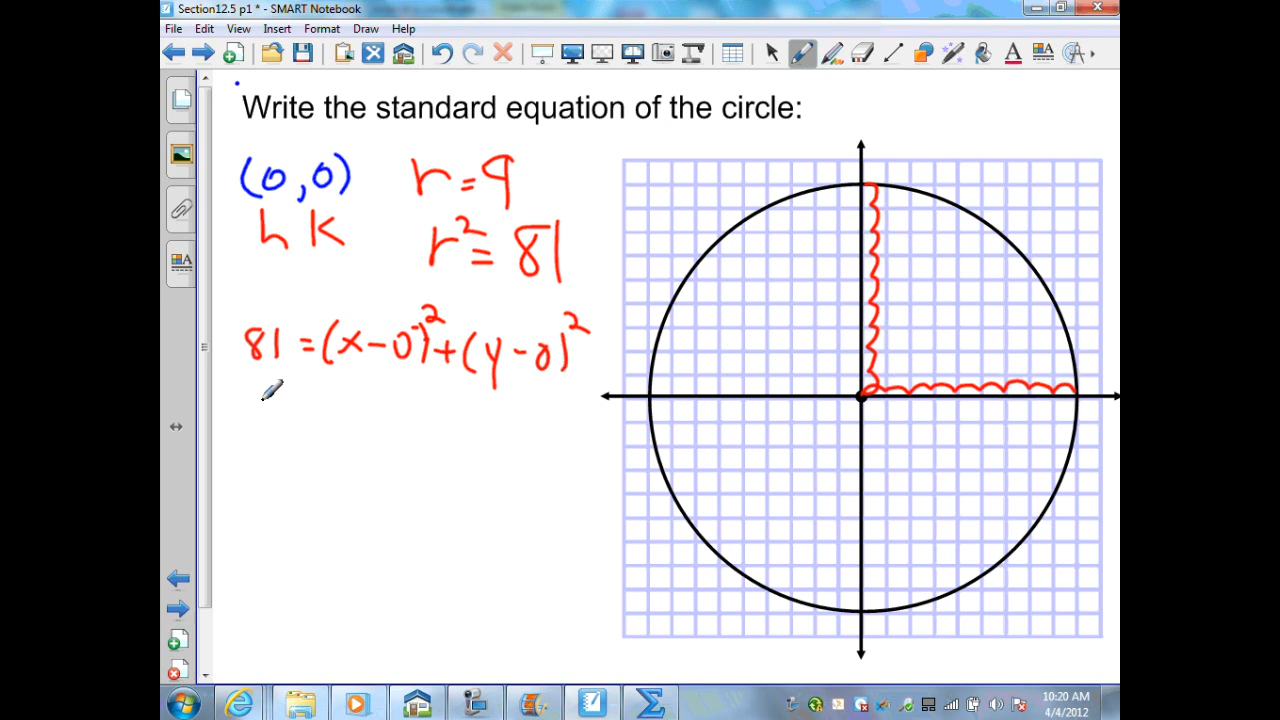 Section12.5 p1 * - SMART Notebook
File Edit View Insert Format Draw Help
Write the standard equation of the circle:
(0,0) r=9
h k r²=81
81=(x-0)²+(y-0)²
10:20 AM
4/4/2012